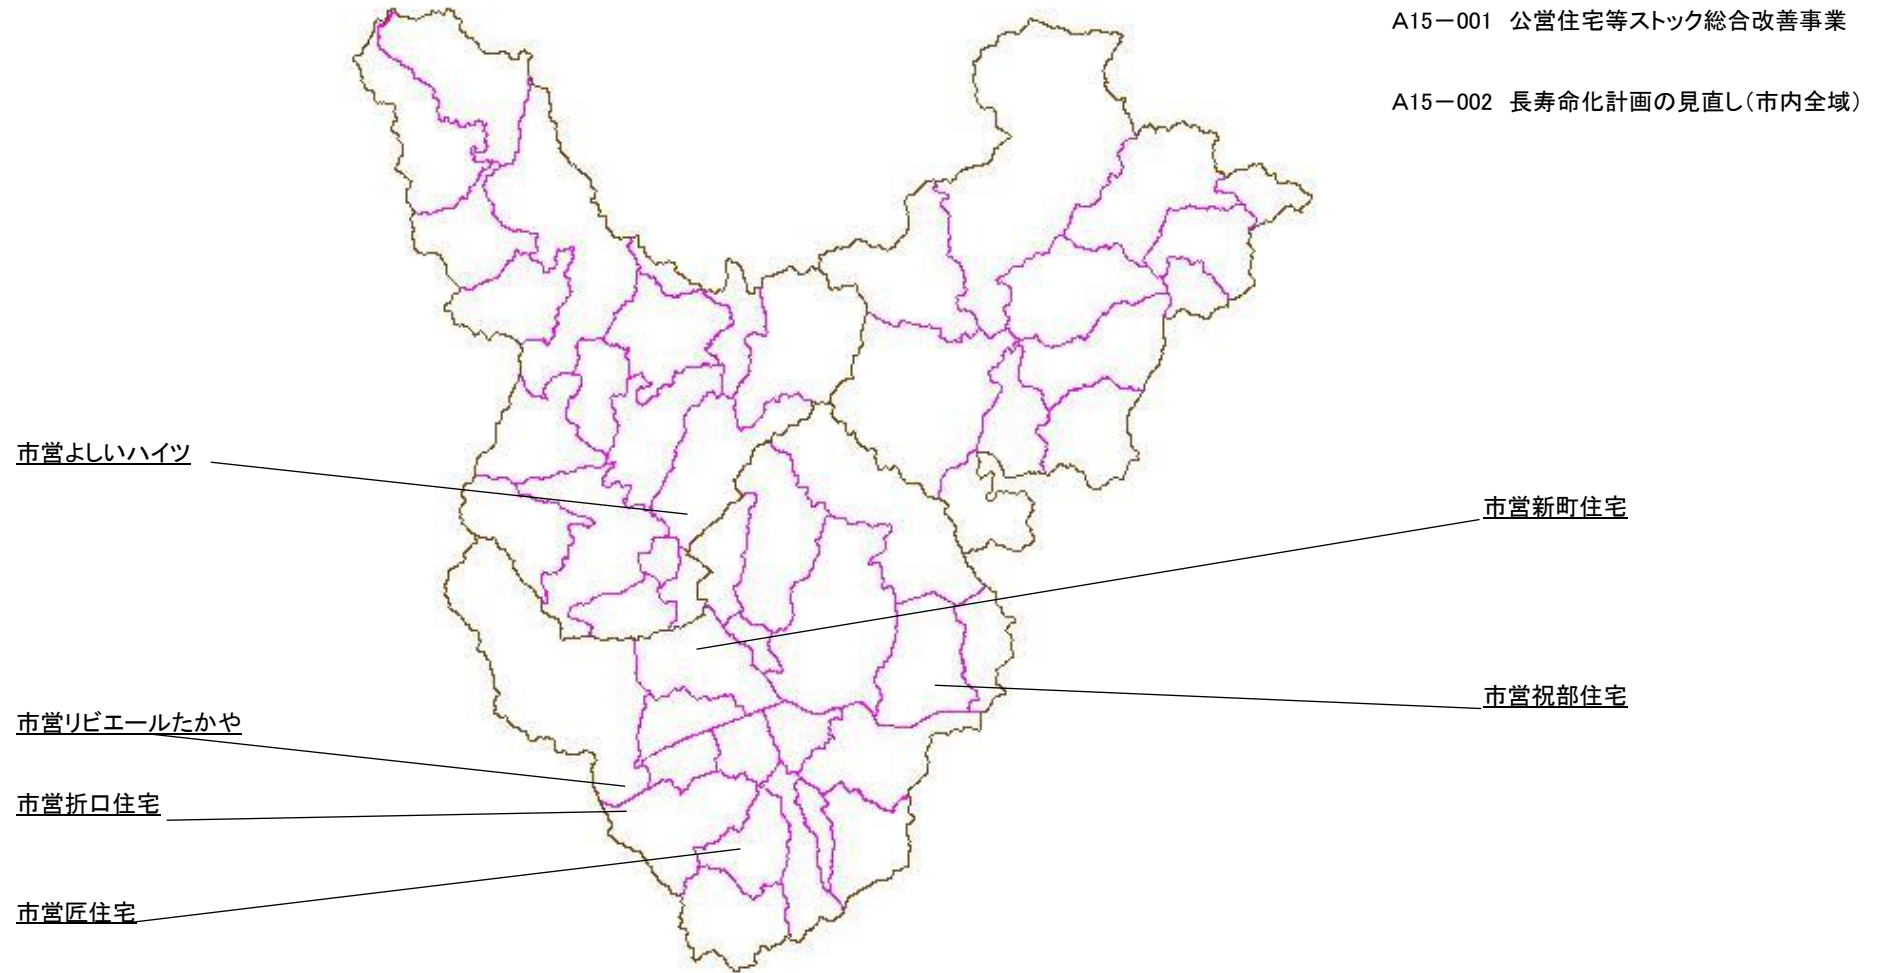 A15－001 公営住宅等ストック総合改善事業
A15－002 長寿命化計画の見直し（市内全域）
市営よしいハイツ
市営新町住宅
市営祝部住宅
市営リビエールたかや
市営折口住宅
市営匠住宅